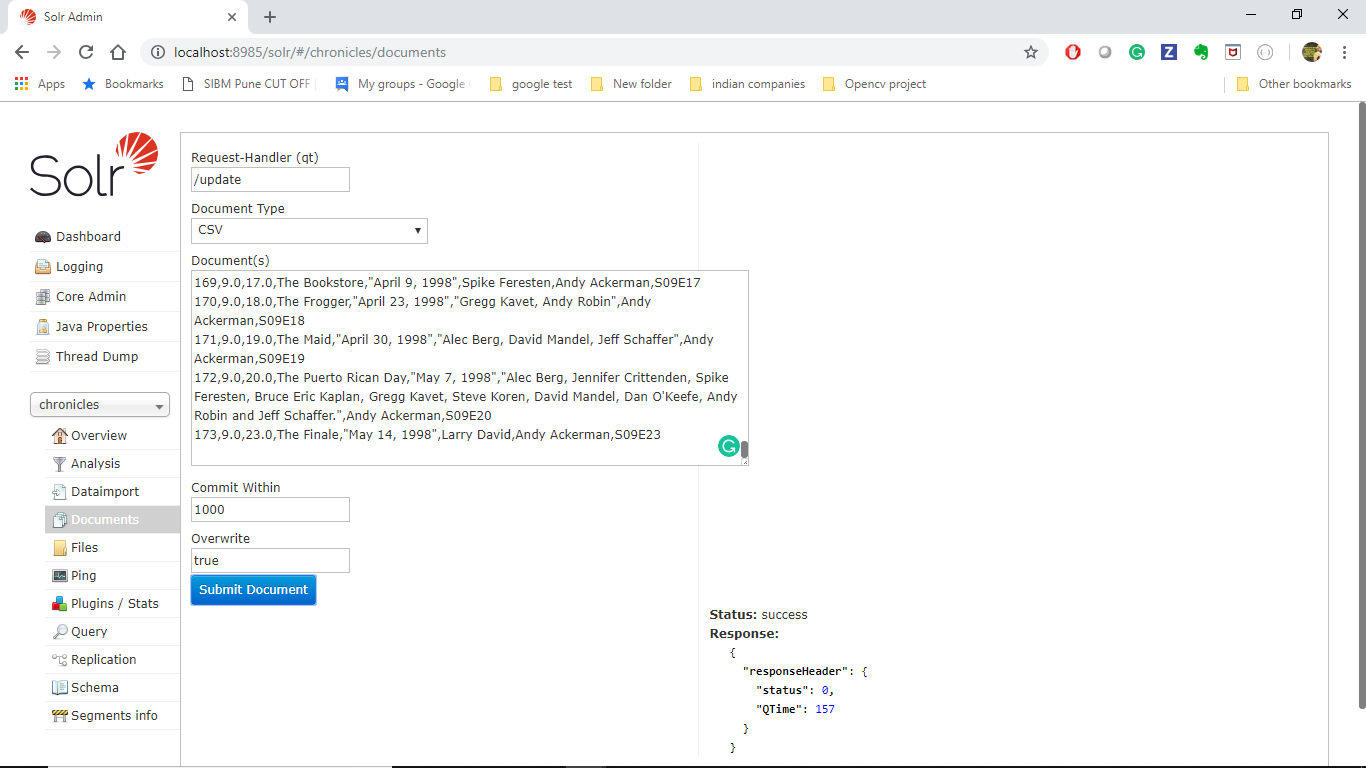 Solr Admin
localhost:8985/solr/#/chronicles/documents
Apps Bookmarks SIBM Pune CUT OFF My groups - Google google test New folder indian companies Opencv project Other bookmarks
Solr
Dashboard
Logging
Core Admin
Java Properties
Thread Dump
chronicles
Overview
Analysis
Dataimport
Documents
Files
Ping
Plugins / Stats
Query
Replication
Schema
Segments info
Request-Handler (qt)
/update
Document Type
CSV
Document(s)
169,9.0,17.0,The Bookstore,"April 9, 1998",Spike Feresten,Andy Ackerman,S09E17
170,9.0,18.0,The Frogger,"April 23, 1998","Gregg Kavet, Andy Robin",Andy
Ackerman,S09E18
171,9.0,19.0,The Maid,"April 30, 1998","Alec Berg, David Mandel, Jeff Schaffer",Andy
Ackerman,S09E19
172,9.0,20.0,The Puerto Rican Day,"May 7, 1998","Alec Berg, Jennifer Crittenden, Spike
Feresten, Bruce Eric Kaplan, Gregg Kavet, Steve Koren, David Mandel, Dan O'Keefe, Andy
Robin and Jeff Schaffer.",Andy Ackerman,S09E20
173,9.0,23.0,The Finale,"May 14, 1998",Larry David,Andy Ackerman,S09E23
Commit Within
1000
Overwrite
true
Submit Document
Status: success
Response:
{
"responseHeader": {
"status": 0,
"QTime": 157
}
}